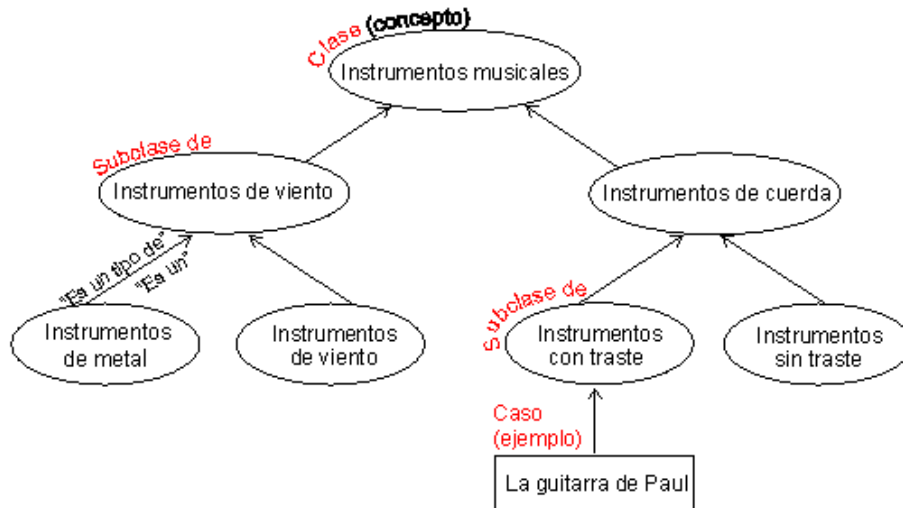 Clase (concepto)
Instrumentos musicales
Subclase de
Instrumentos de viento
Instrumentos de cuerda
"Es un tipo de"
"Es un"
Subclase de
Instrumentos
de metal
Instrumentos
de viento
Instrumentos
con traste
Instrumentos
sin traste
Caso
(ejemplo)
La guitarra de Paul